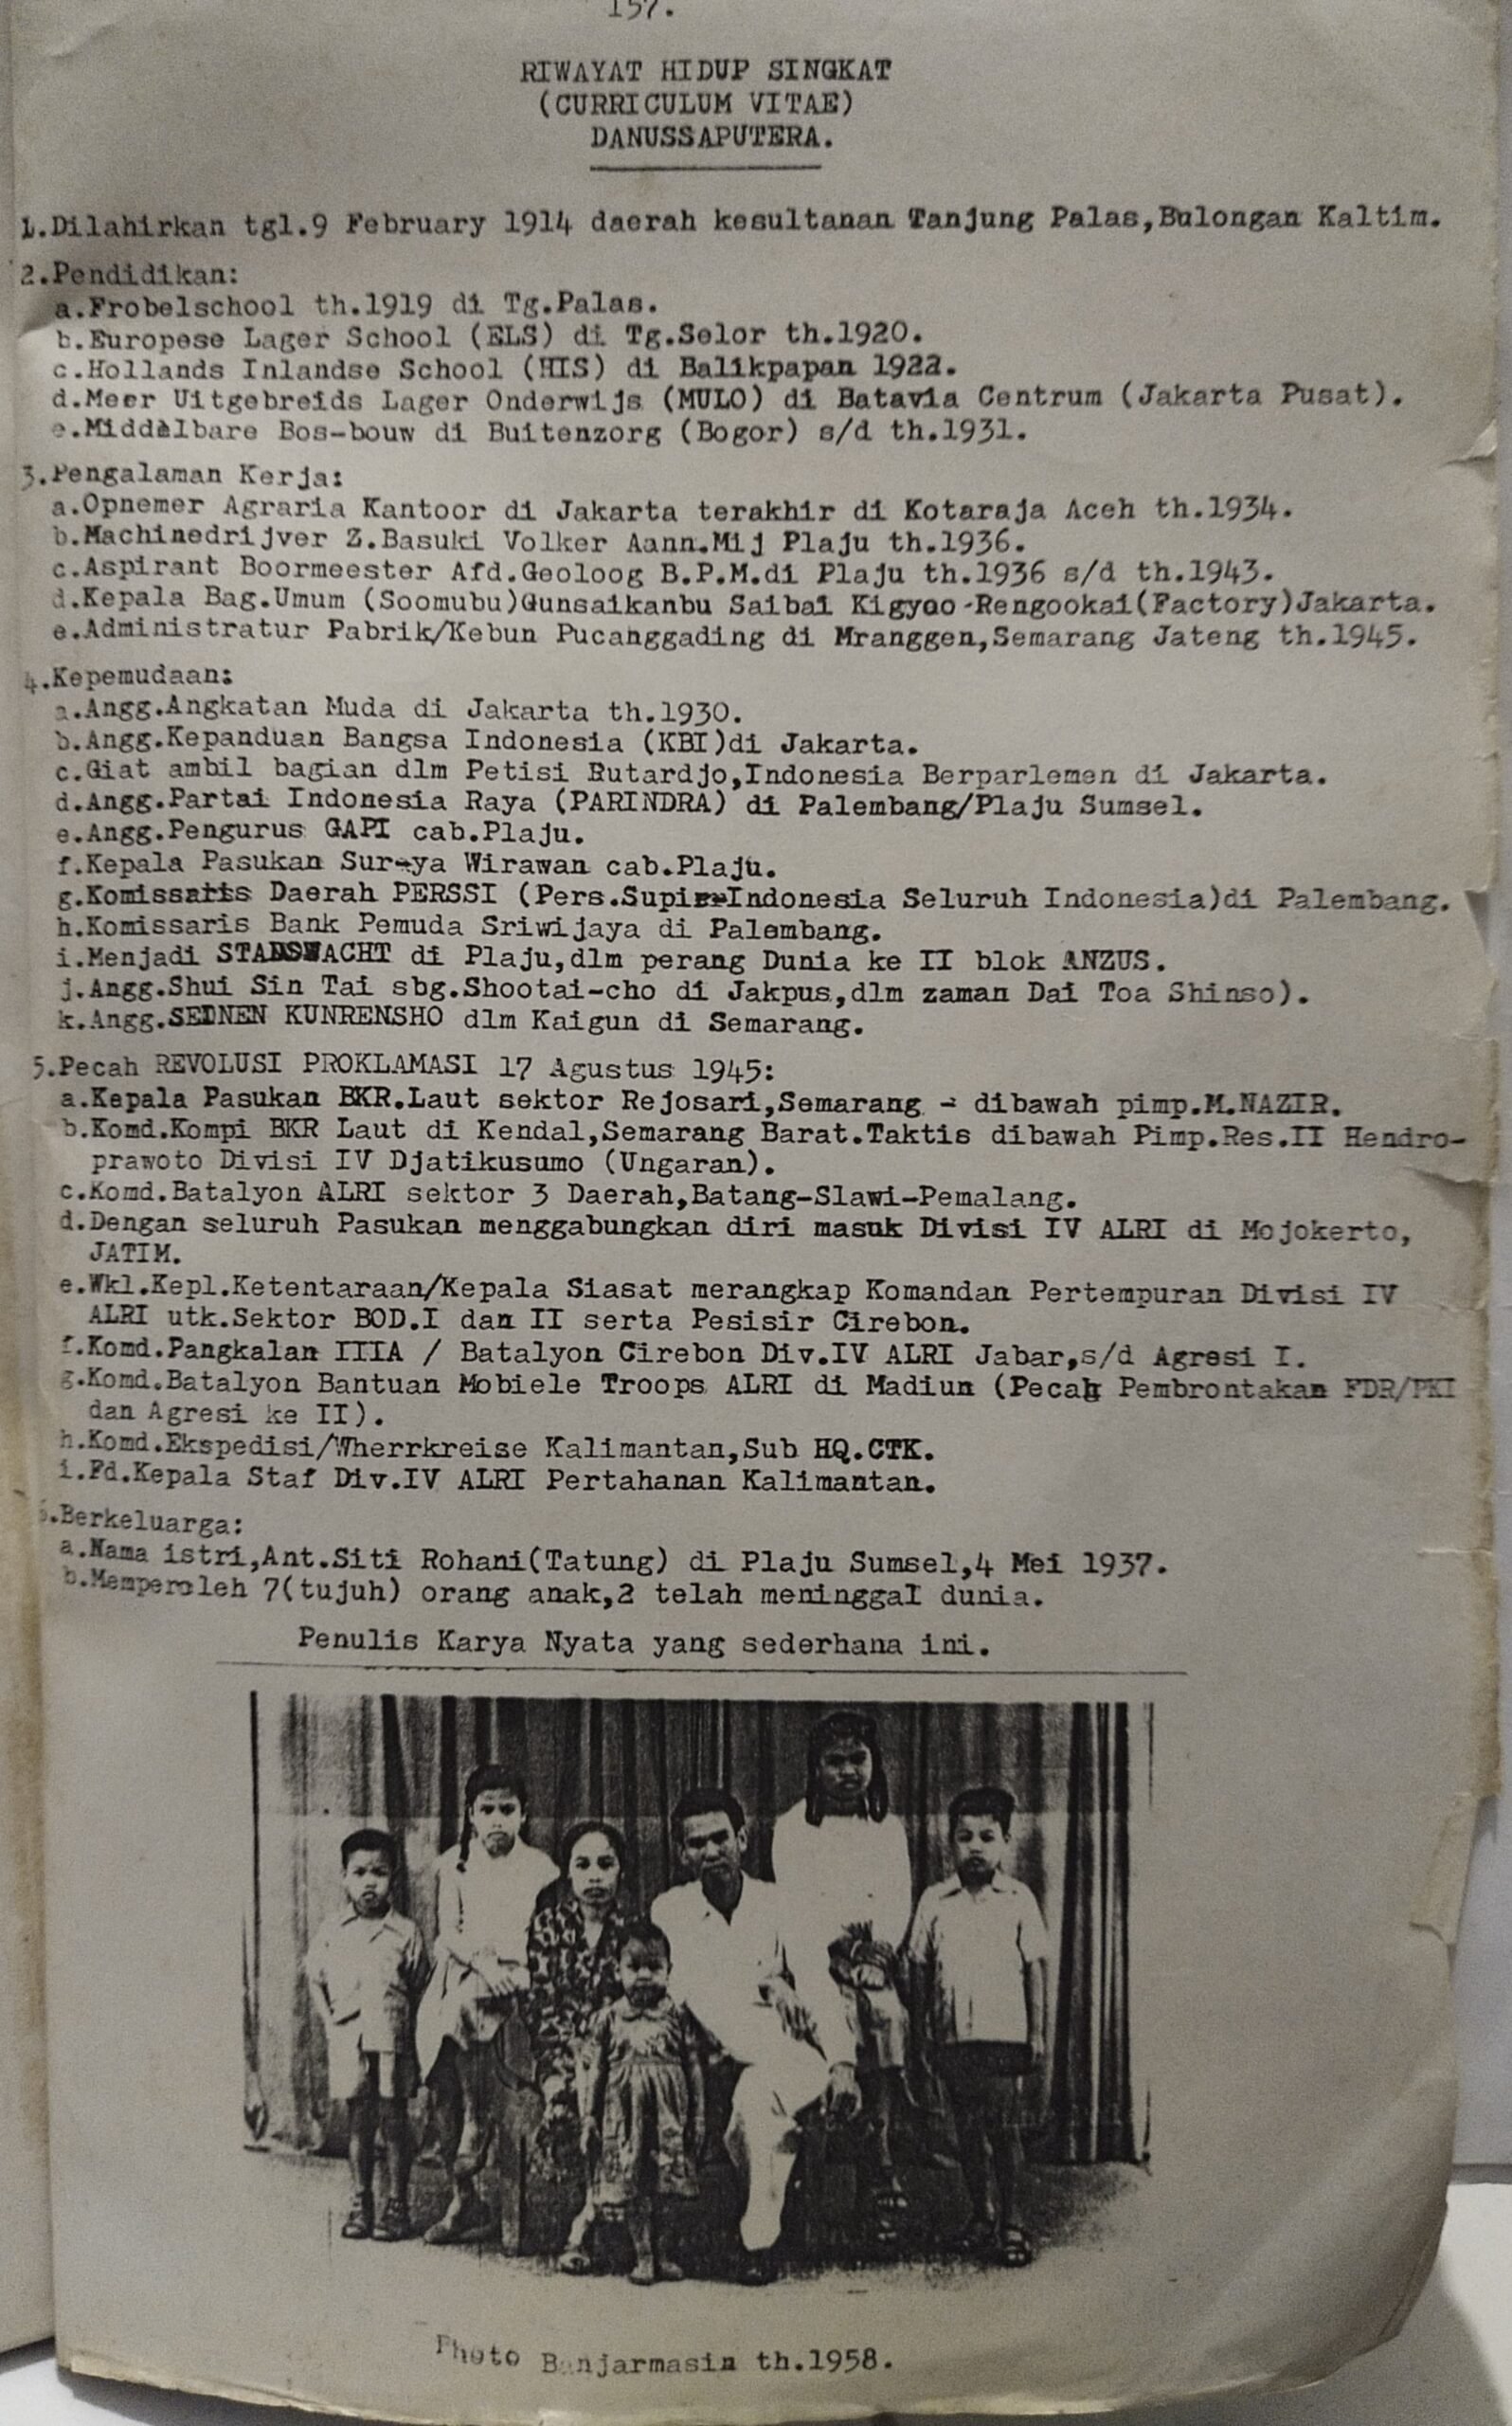 157.
RIWAYAT HIDUP SINGKAT
(CURRICULUM VITAE)
DANUSSAPUTERA.
1.Dilahirkan tgl.9 February 1914 daerah kesultanan Tanjung Palas,Bulongan Kaltim.
2.Pendidikan:
a.Frobelschool th.1919 di Tg.Palas.
b.Europese Lager School (ELS) di Tg.Selor th.1920.
c.Hollands Inlandse School (HIS) di Balikpapan 1922.
d.Meer Uitgebreids Lager Onderwijs (MULO) di Batavia Centrum (Jakarta Pusat).
e.Middelbare Bos-bouw di Buitenzorg (Bogor) s/d th.1931.
3.Pengalaman Kerja:
a.Opnemer Agraria Kantoor di Jakarta terakhir di Kotaraja Aceh th.1934.
b.Machinedrijver Z.Basuki Volker Aann.Mij Plaju th.1936.
c.Aspirant Boormeester Afd.Geoloog B.P.M.di Plaju th.1936 s/d th.1943.
d.Kepala Bag.Umum (Soomubu)Gunsaikanbu Saibai Kigyoo-Rengookai(Factory)Jakarta.
e.Administratur Pabrik/Kebun Pucanggading di Mranggen,Semarang Jateng th.1945.
4.Kepemudaan:
a.Angg.Angkatan Muda di Jakarta th.1930.
b.Angg.Kepanduan Bangsa Indonesia (KBI)di Jakarta.
c.Giat ambil bagian dlm Petisi Sutardjo,Indonesia Berparlemen di Jakarta.
d.Angg.Partai Indonesia Raya (PARINDRA) di Palembang/Plaju Sumsel.
e.Angg.Pengurus GAPI cab.Plaju.
f.Kepala Pasukan Sur-ya Wirawan cab.Plaju.
g.Komissaris Daerah PERSSI (Pers.Supir-Indonesia Seluruh Indonesia)di Palembang.
h.Komissaris Bank Pemuda Sriwijaya di Palembang.
i.Menjadi STADSWACHT di Plaju,dlm perang Dunia ke II blok ANZUS.
j.Angg.Shui Sin Tai sbg.Shootai-cho di Jakpus,dlm zaman Dai Toa Shinso).
k.Angg.SEINEN KUNRENSHO dlm Kaigun di Semarang.
5.Pecah REVOLUSI PROKLAMASI 17 Agustus 1945:
a.Kepala Pasukan BKR.Laut sektor Rejosari,Semarang - dibawah pimp.M.NAZIR.
b.Komd.Kompi BKR Laut di Kendal,Semarang Barat.Taktis dibawah Pimp.Res.II Hendro-
prawoto Divisi IV Djatikusumo (Ungaran).
c.Komd.Batalyon ALRI sektor 3 Daerah,Batang-Slawi-Pemalang.
d.Dengan seluruh Pasukan menggabungkan diri masuk Divisi IV ALRI di Mojokerto,
JATIM.
e.Wkl.Kepl.Ketentaraan/Kepala Siasat merangkap Komandan Pertempuran Divisi IV
ALRI utk.Sektor BOD.I dan II serta Pesisir Cirebon.
f.Komd.Pangkalan IIIA / Batalyon Cirebon Div.IV ALRI Jabar,s/d Agresi I.
g.Komd.Batalyon Bantuan Mobiele Troops ALRI di Madiun (Pecah Pembrontakan FDR/PKI
dan Agresi ke II).
h.Komd.Ekspedisi/Wherrkreise Kalimantan,Sub HQ.CTK.
i.Pd.Kepala Staf Div.IV ALRI Pertahanan Kalimantan.
6.Berkeluarga:
a.Nama istri,Ant.Siti Rohani(Tatung) di Plaju Sumsel,4 Mei 1937.
b.Memperoleh 7(tujuh) orang anak,2 telah meninggal dunia.
Penulis Karya Nyata yang sederhana ini.
Photo Banjarmasin th.1958.